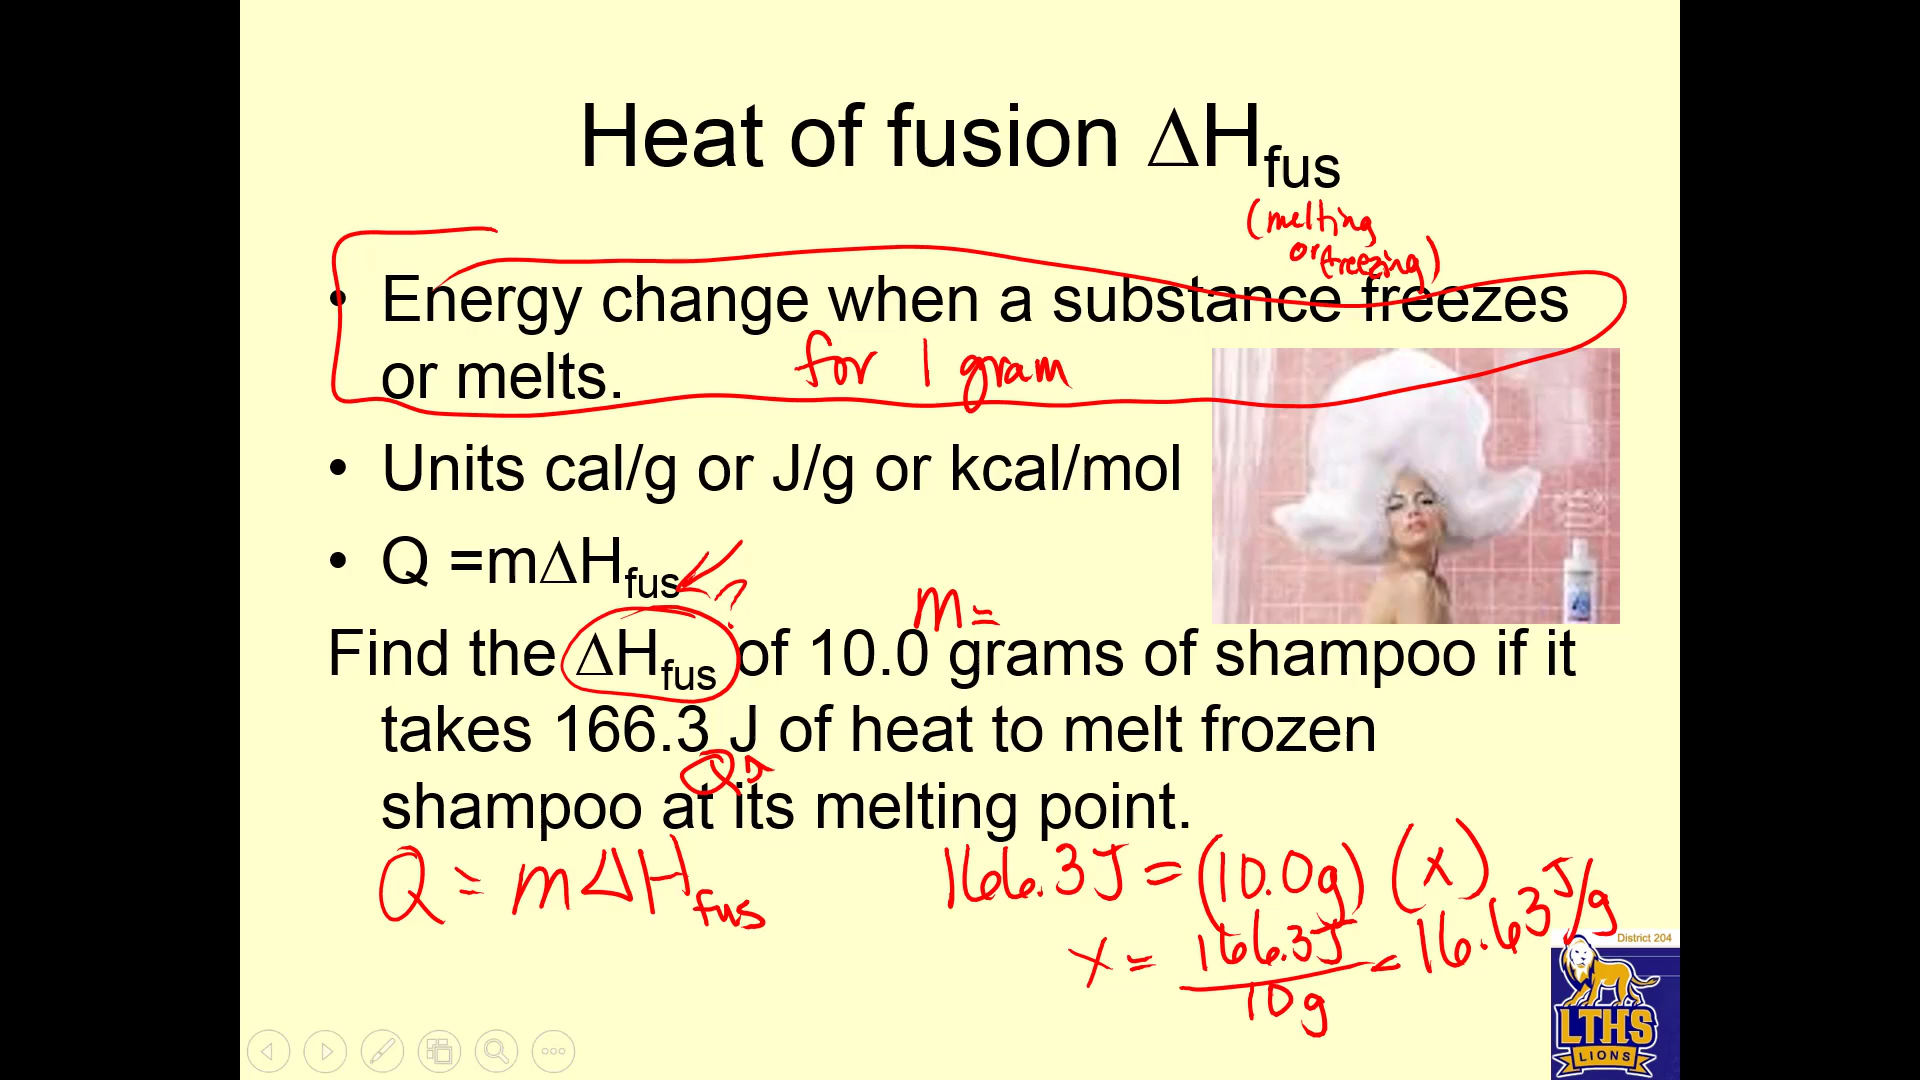 Heat of fusion ΔHfus
(melting
or freezing)
• Energy change when a substance freezes
or melts. for 1 gram
• Units cal/g or J/g or kcal/mol
• Q =mΔHfus
?
m=
Find the ΔHfus of 10.0 grams of shampoo if it
takes 166.3 J of heat to melt frozen
Q
shampoo at its melting point.
Q = mΔHfus
166.3J = (10.0g) (x)
x = 166.3J = 16.63 J/g
10g
District 204
LTHS
LIONS